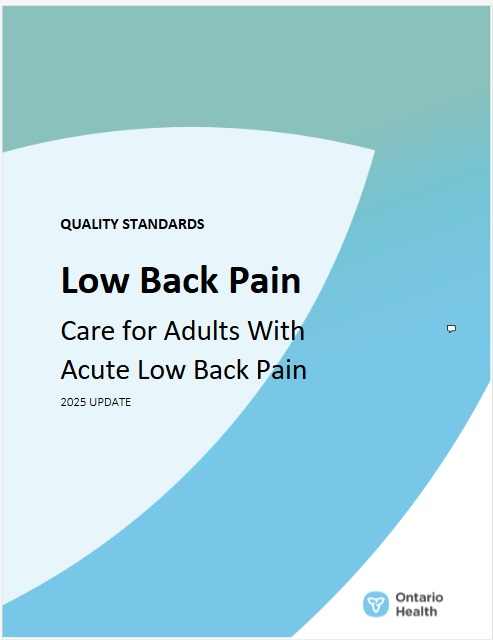 QUALITY STANDARDS
Low Back Pain
Care for Adults With
Acute Low Back Pain
2025 UPDATE
Ontario
Health